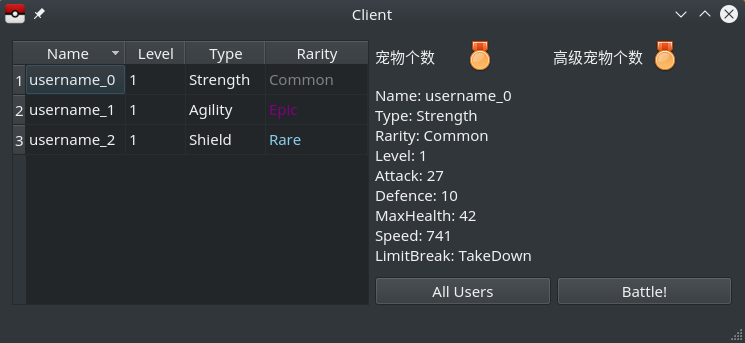 Client
Name Level Type Rarity
1 username_0 1 Strength Common
2 username_1 1 Agility Epic
3 username_2 1 Shield Rare
宠物个数 高级宠物个数
Name: username_0
Type: Strength
Rarity: Common
Level: 1
Attack: 27
Defence: 10
MaxHealth: 42
Speed: 741
LimitBreak: TakeDown
All Users Battle!